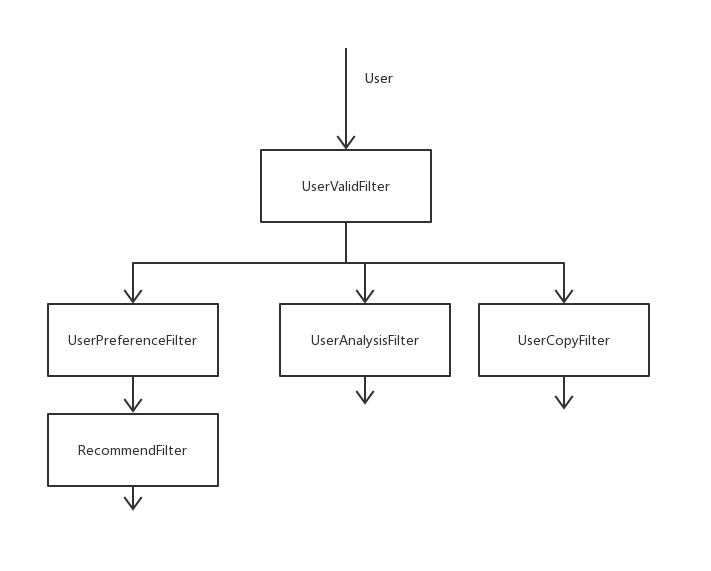 User
UserValidFilter
UserPreferenceFilter
UserAnalysisFilter
UserCopyFilter
RecommendFilter